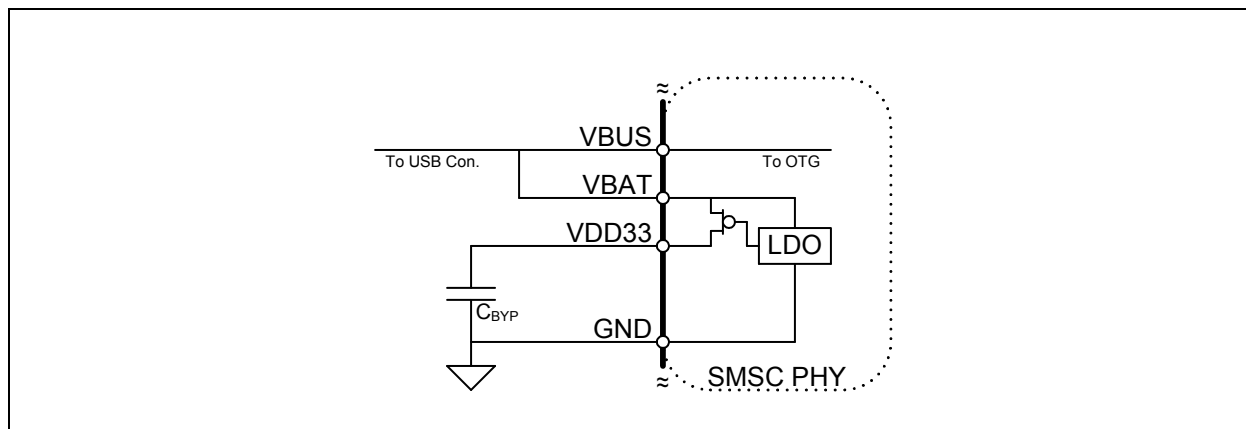 VBUS
To USB Con.
To OTG
VBAT
VDD33
LDO
CBYP
GND
SMSC PHY